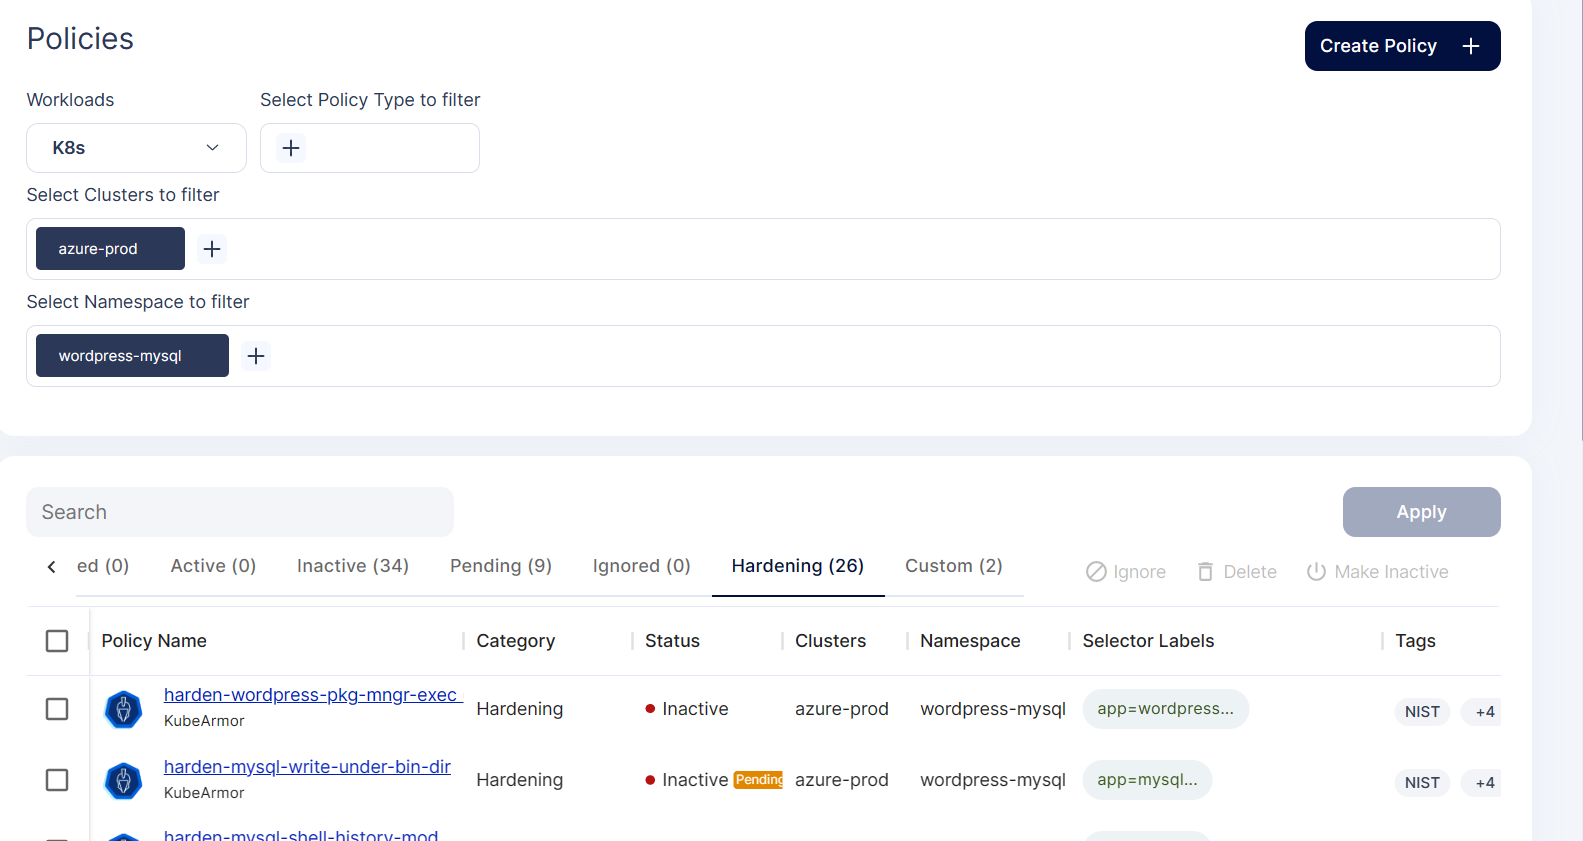 Policies
Create Policy
Workloads
Select Policy Type to filter
K8s
Select Clusters to filter
azure-prod
Select Namespace to filter
wordpress-mysql
Search
Apply
ed (0) Active (0) Inactive (34) Pending (9) Ignored (0) Hardening (26) Custom (2) Ignore Delete Make Inactive
Policy Name Category Status Clusters Namespace Selector Labels Tags
harden-wordpress-pkg-mngr-exec
KubeArmor
Hardening Inactive azure-prod wordpress-mysql app=wordpress... NIST +4
harden-mysql-write-under-bin-dir
KubeArmor
Hardening Inactive Pending azure-prod wordpress-mysql app=mysql... NIST +4
harden-mysql-shell-history-mod